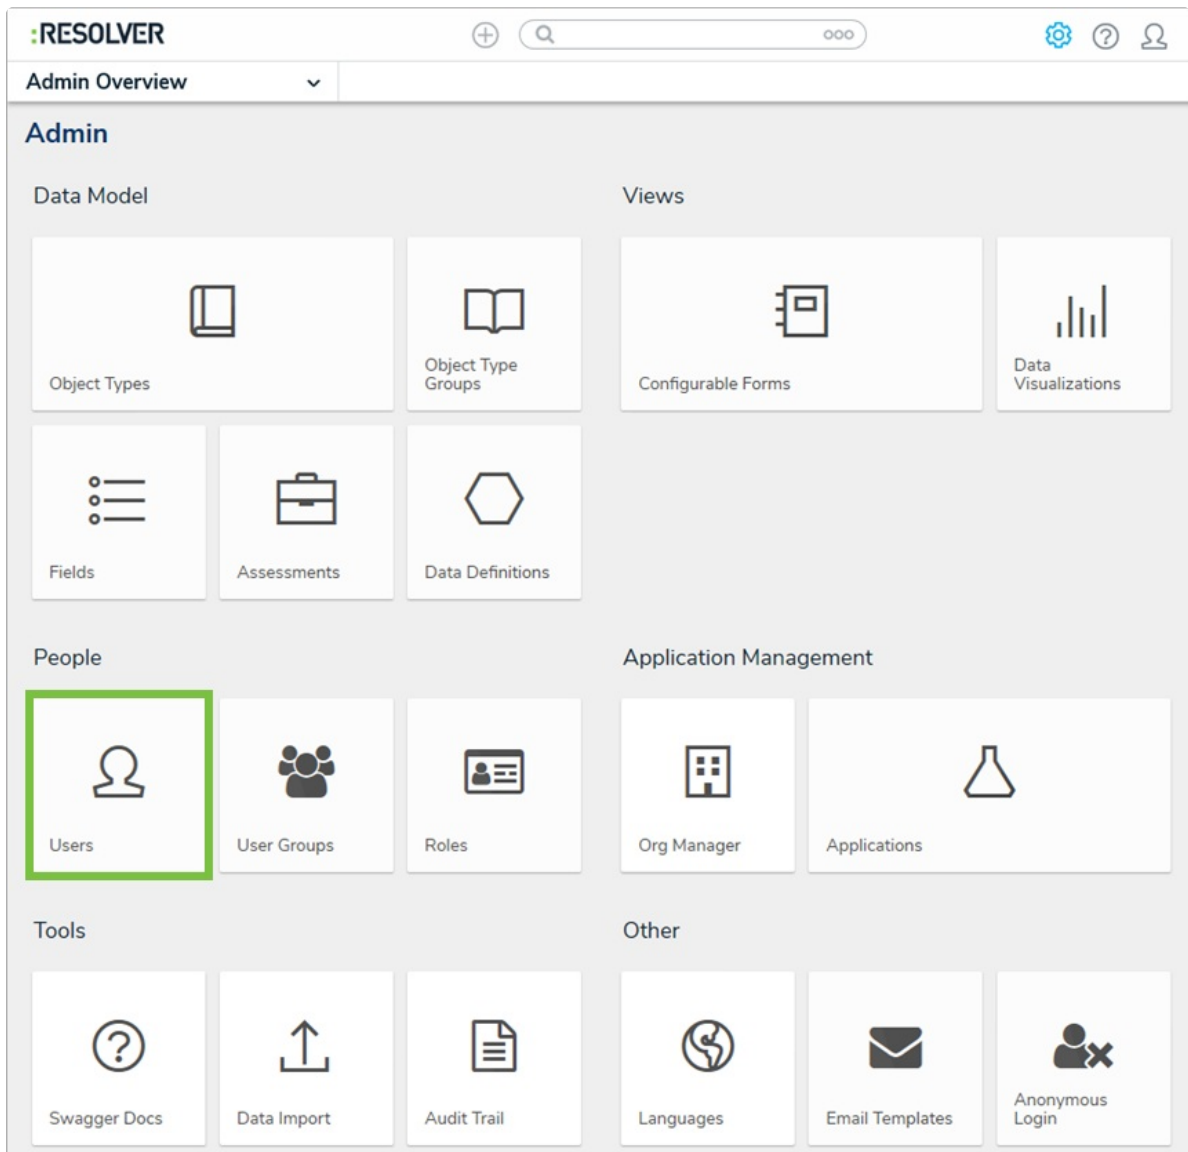 :RESOLVER
Admin Overview
Admin
Data Model
Object Types
Object Type
Groups
Fields
Assessments
Data Definitions
Views
Configurable Forms
Data
Visualizations
People
Users
User Groups
Roles
Application Management
Org Manager
Applications
Tools
Swagger Docs
Data Import
Audit Trail
Other
Languages
Email Templates
Anonymous
Login